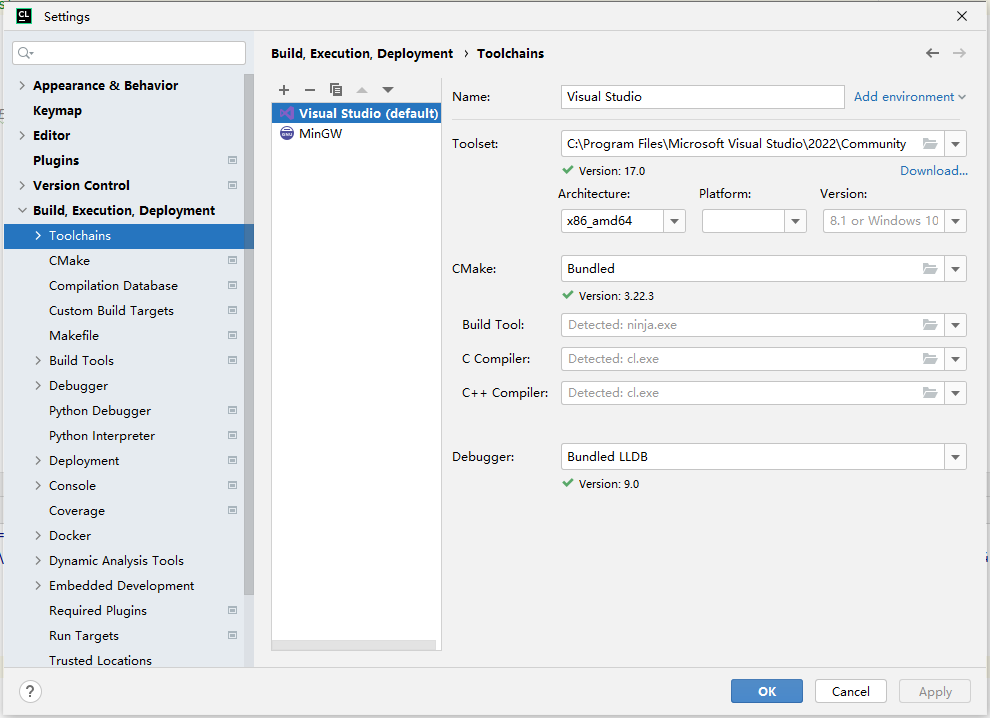 CL Settings
Build, Execution, Deployment › Toolchains
Appearance & Behavior
Keymap
Editor
Plugins
Version Control
Build, Execution, Deployment
Toolchains
CMake
Compilation Database
Custom Build Targets
Makefile
Build Tools
Debugger
Python Debugger
Python Interpreter
Deployment
Console
Coverage
Docker
Dynamic Analysis Tools
Embedded Development
Required Plugins
Run Targets
Trusted Locations
Visual Studio (default)
GNU MinGW
Name: Visual Studio Add environment
Toolset: C:\Program Files\Microsoft Visual Studio\2022\Community
Version: 17.0 Download...
Architecture: Platform: Version:
x86_amd64 8.1 or Windows 10
CMake: Bundled
Version: 3.22.3
Build Tool: Detected: ninja.exe
C Compiler: Detected: cl.exe
C++ Compiler: Detected: cl.exe
Debugger: Bundled LLDB
Version: 9.0
? OK Cancel Apply